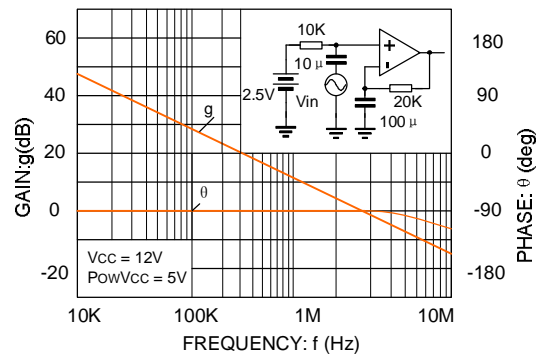 60
40
20
0
-20
GAIN:g(dB)
10K
10 μ
2.5V
Vin
+
-
20K
100 μ
180
90
0
-90
-180
PHASE: θ (deg)
g
θ
VCC = 12V
POWVCC = 5V
10K
100K
1M
10M
FREQUENCY: f (Hz)